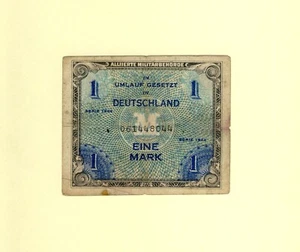 ALLIIERTE MILITÄRBEHÖRDE
IN
UMLAUF GESETZT
IN
1 DEUTSCHLAND 1
SERIE 1944 SERIE 1944
061448044
1 EINE 1
MARK